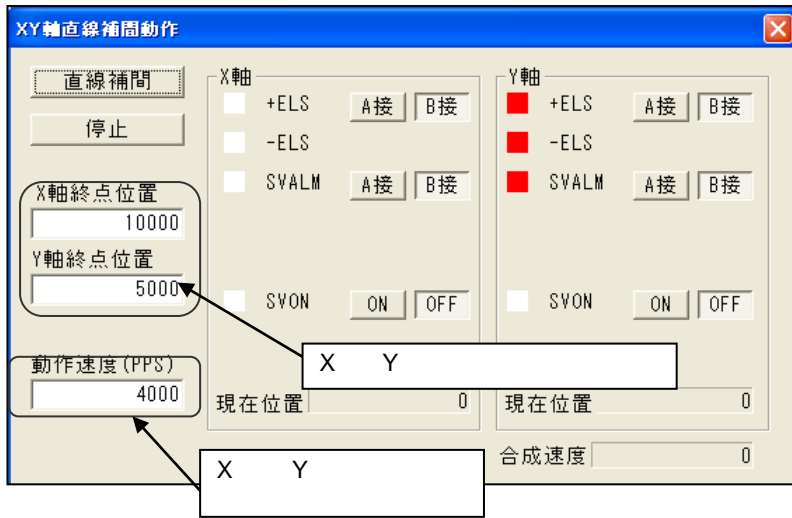 XY軸直線補間動作
直線補間
停止
X軸終点位置
10000
Y軸終点位置
5000
動作速度(PPS)
4000
X軸
+ELS A接 B接
-ELS
SVALM A接 B接
SVON ON OFF
現在位置 0
Y軸
+ELS A接 B接
-ELS
SVALM A接 B接
SVON ON OFF
現在位置 0
合成速度 0
X Y
X Y